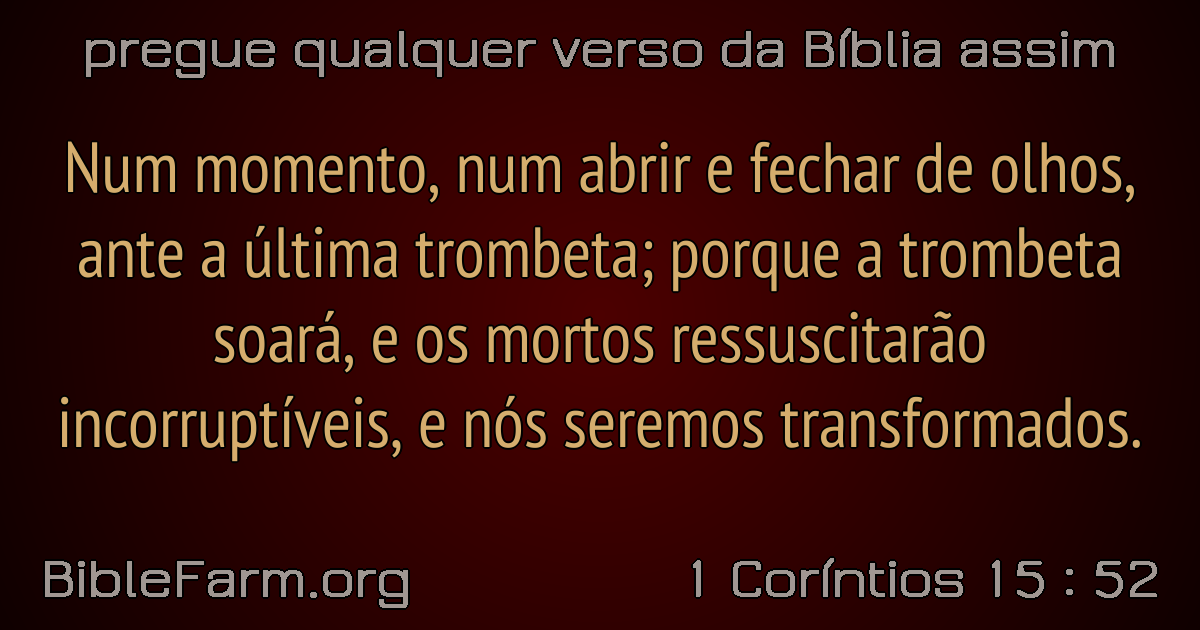 pregue qualquer verso da Bíblia assim
Num momento, num abrir e fechar de olhos,
ante a última trombeta; porque a trombeta
soará, e os mortos ressuscitarão
incorruptíveis, e nós seremos transformados.
BibleFarm.org
1 Coríntios 15 : 52